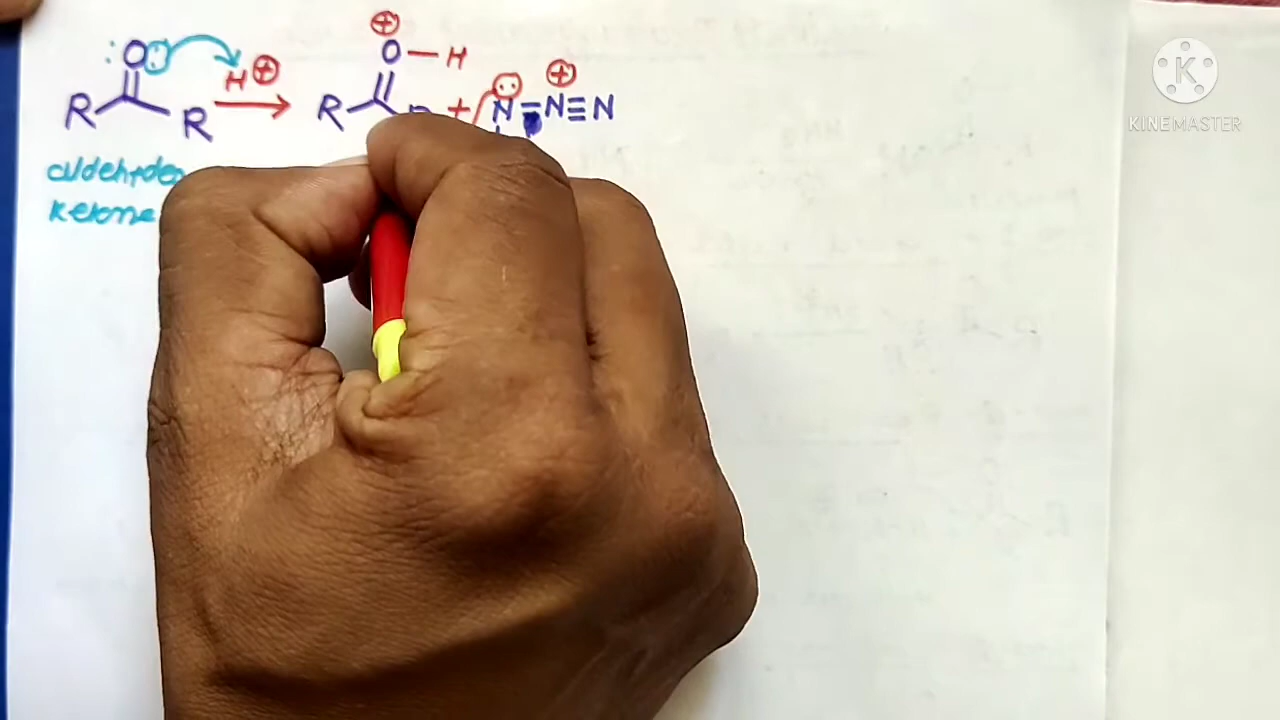 :O: H⊕ → ⊕
O—H
R R R + N̈—N⊕≡N
aldehyde
ketone
K
KINEMASTER